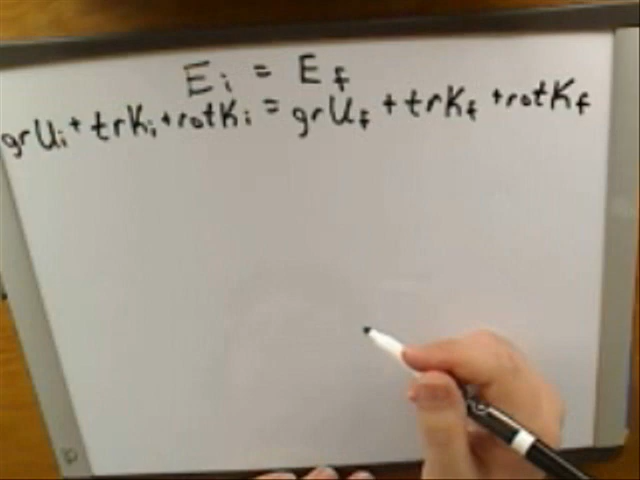 Ei = Ef
grUi + trKi + rotKi = grUf + trKf + rotKf